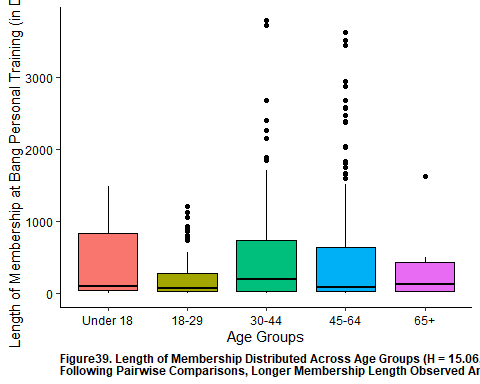 Length of Membership at Bang Personal Training (in D
3000
2000
1000
0
Under 18 18-29 30-44 45-64 65+
Age Groups
Figure39. Length of Membership Distributed Across Age Groups (H = 15.06
Following Pairwise Comparisons, Longer Membership Length Observed Ar